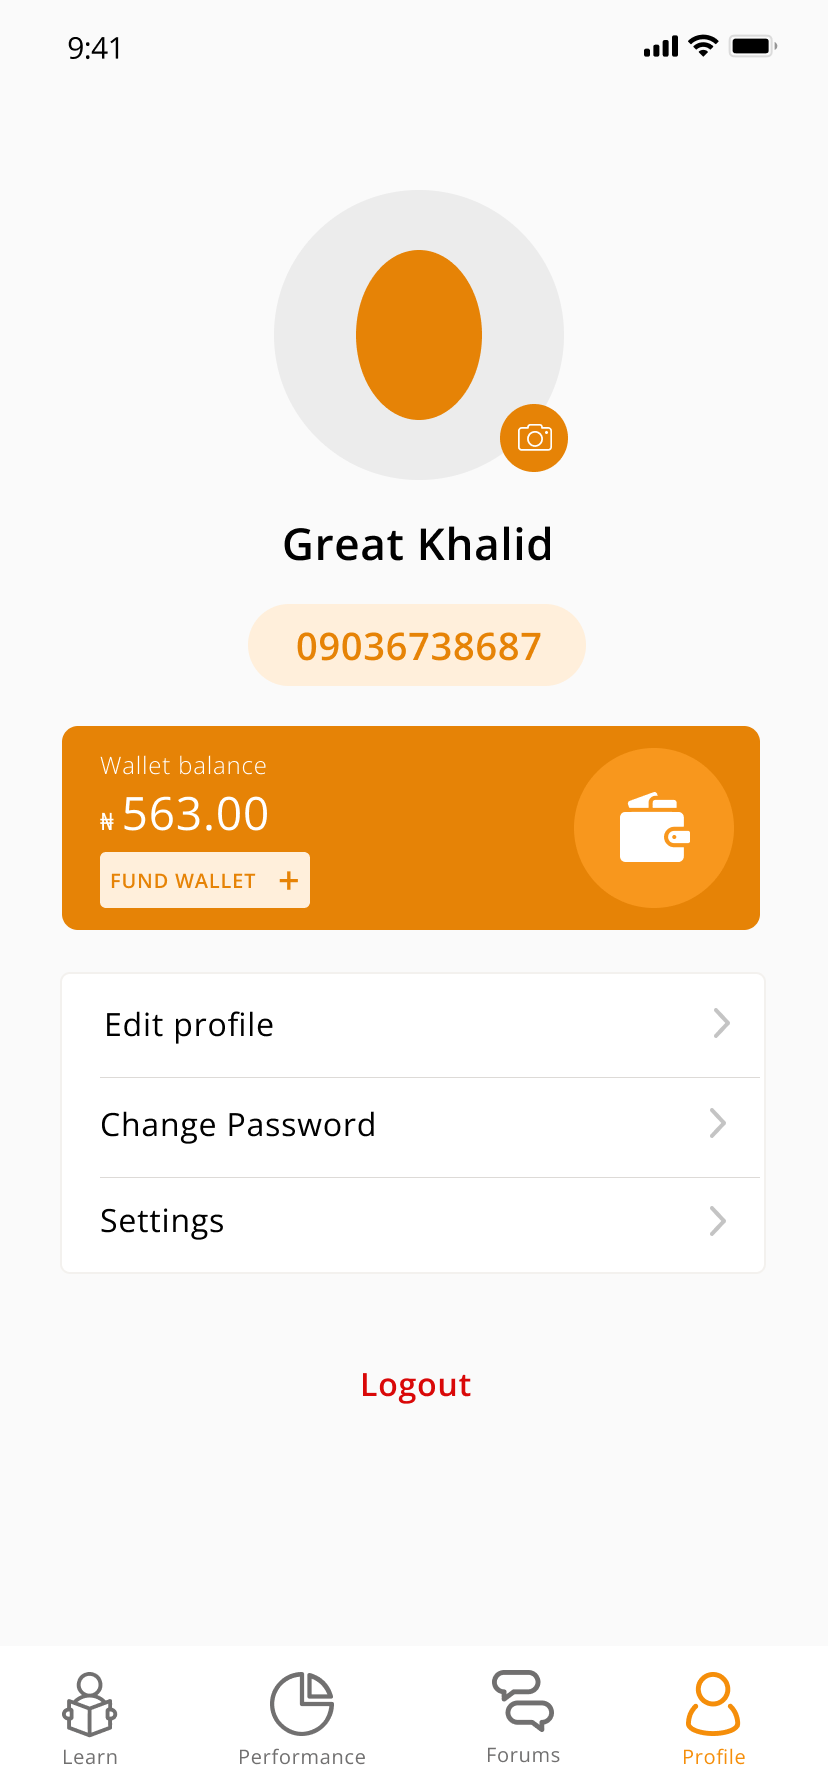 9:41
Great Khalid
09036738687
Wallet balance
₦ 563.00
FUND WALLET +
Edit profile
Change Password
Settings
Logout
Learn Performance Forums Profile